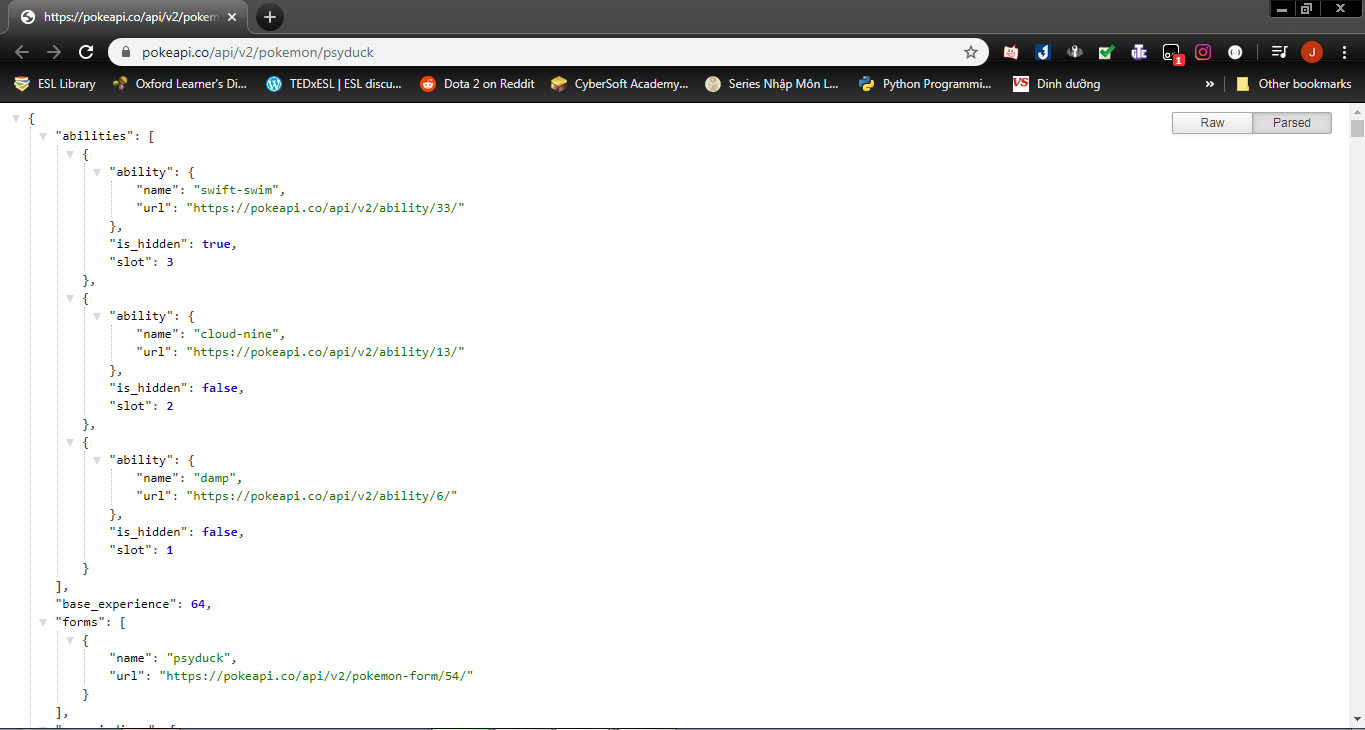 https://pokeapi.co/api/v2/pokem
pokeapi.co/api/v2/pokemon/psyduck
1
J
ESL Library
Oxford Learner's Di...
TEDxESL | ESL discu...
Dota 2 on Reddit
CyberSoft Academy...
Series Nhập Môn L...
Python Programmi...
VS
Dinh dưỡng
»
Other bookmarks
Raw
Parsed
{
"abilities": [
{
"ability": {
"name": "swift-swim",
"url": "https://pokeapi.co/api/v2/ability/33/"
},
"is_hidden": true,
"slot": 3
},
{
"ability": {
"name": "cloud-nine",
"url": "https://pokeapi.co/api/v2/ability/13/"
},
"is_hidden": false,
"slot": 2
},
{
"ability": {
"name": "damp",
"url": "https://pokeapi.co/api/v2/ability/6/"
},
"is_hidden": false,
"slot": 1
}
],
"base_experience": 64,
"forms": [
{
"name": "psyduck",
"url": "https://pokeapi.co/api/v2/pokemon-form/54/"
}
],